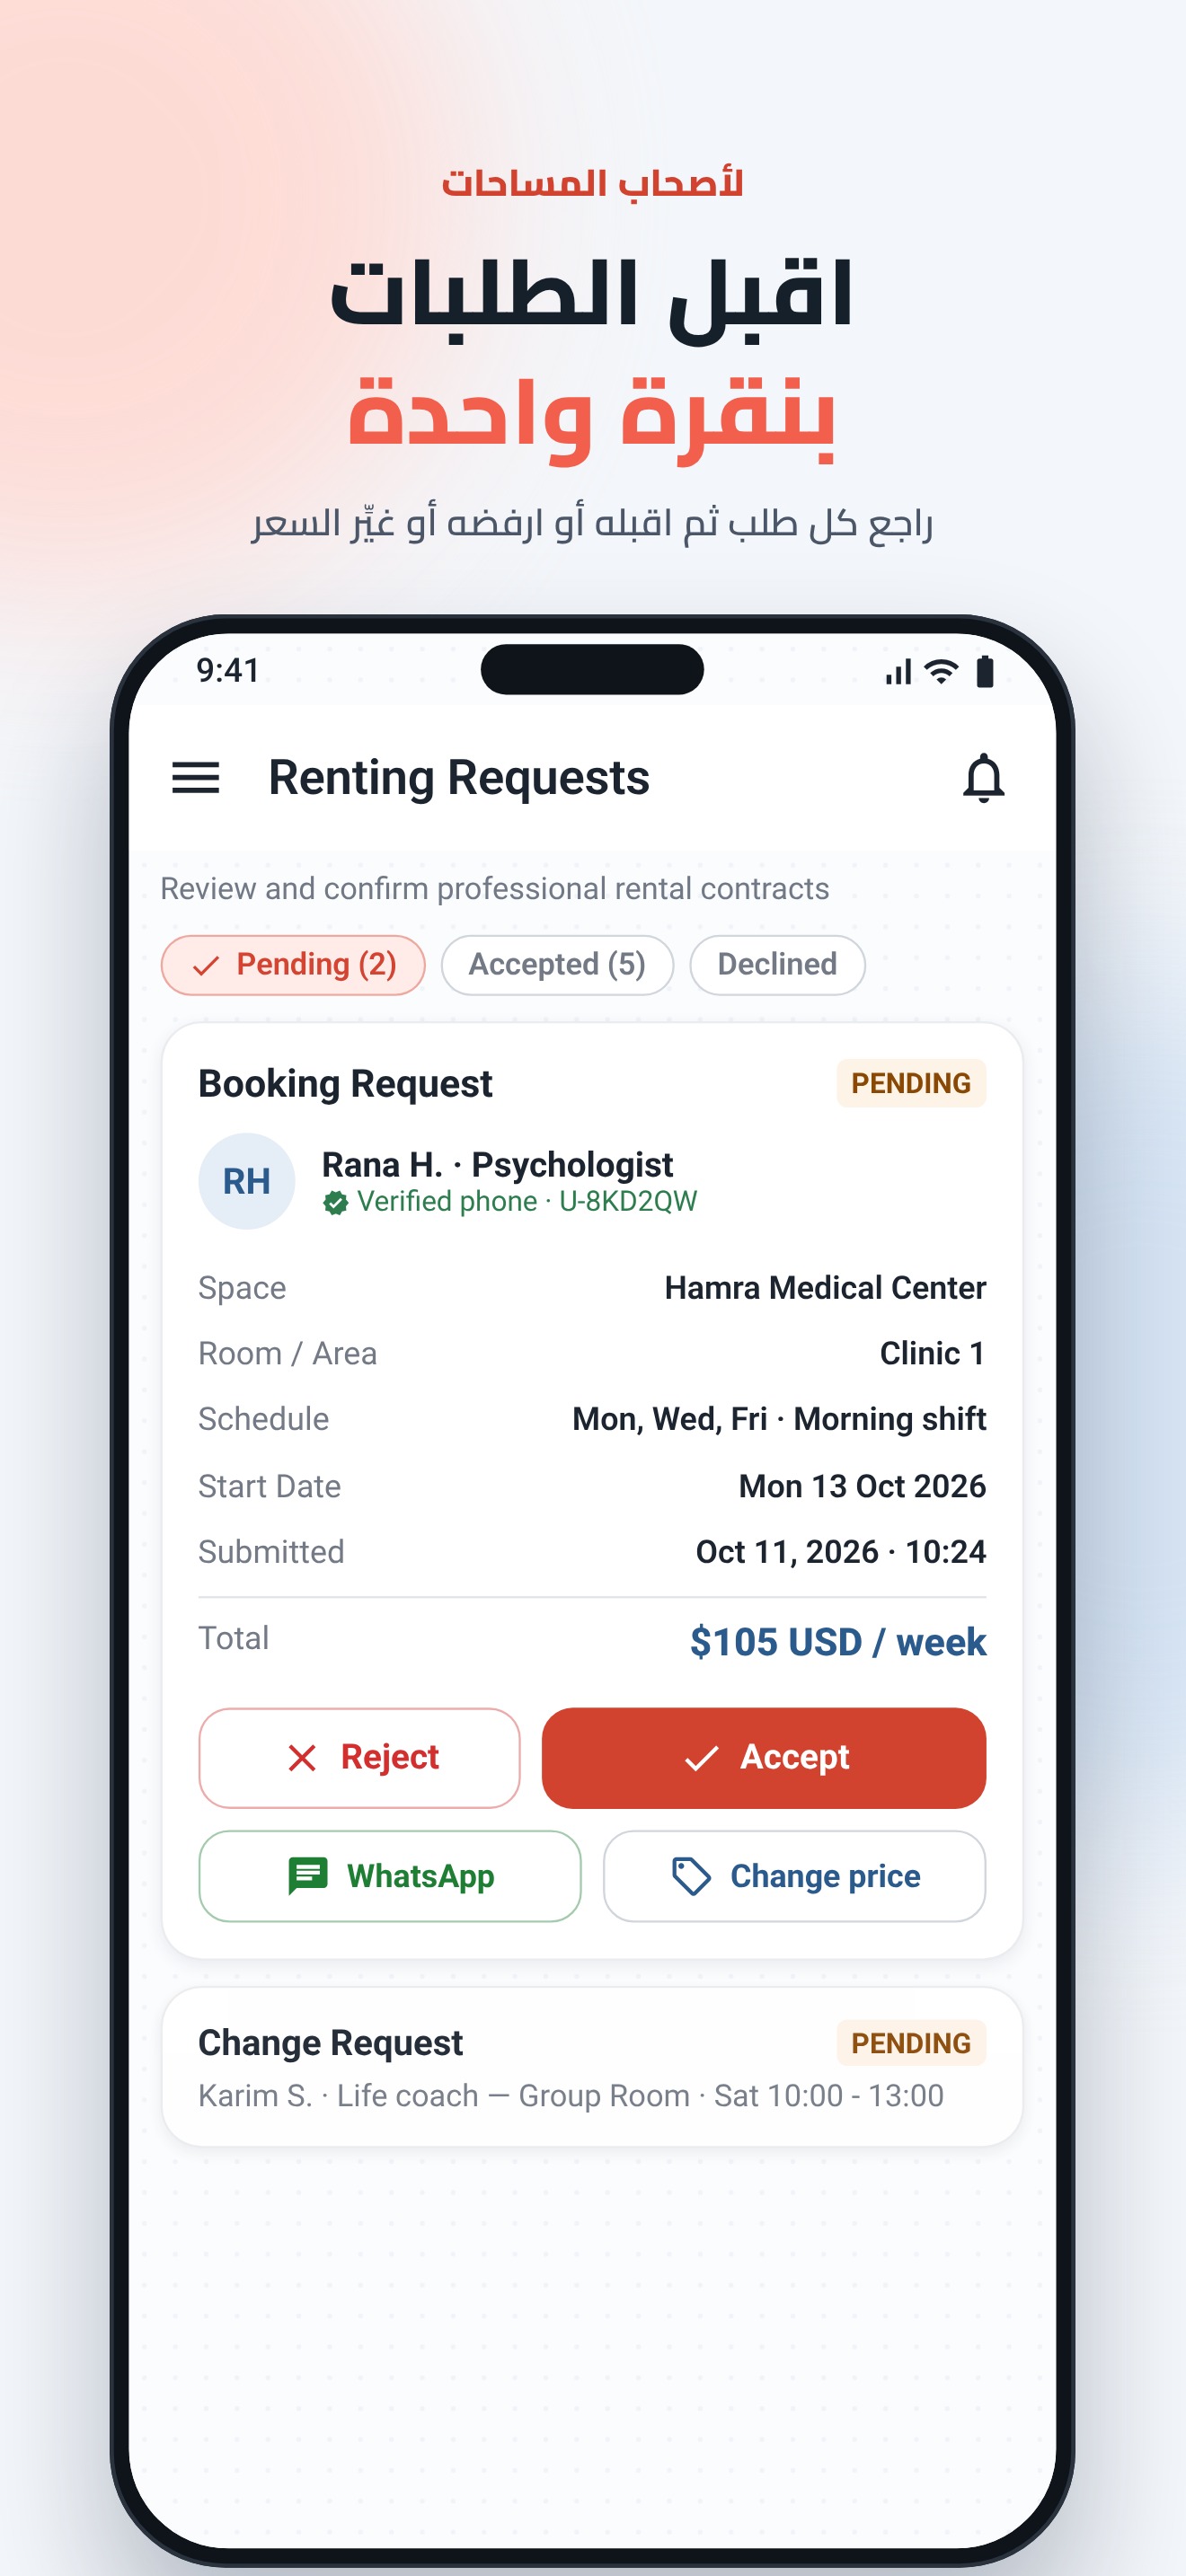 لأصحاب المساحات
اقبل الطلبات
بنقرة واحدة
راجع كل طلب ثم اقبله أو ارفضه أو غيِّر السعر
9:41
Renting Requests
Review and confirm professional rental contracts
Pending (2) Accepted (5) Declined
Booking Request PENDING
RH Rana H. · Psychologist
Verified phone · U-8KD2QW
Space Hamra Medical Center
Room / Area Clinic 1
Schedule Mon, Wed, Fri · Morning shift
Start Date Mon 13 Oct 2026
Submitted Oct 11, 2026 · 10:24
Total $105 USD / week
Reject Accept
WhatsApp Change price
Change Request PENDING
Karim S. · Life coach — Group Room · Sat 10:00 - 13:00